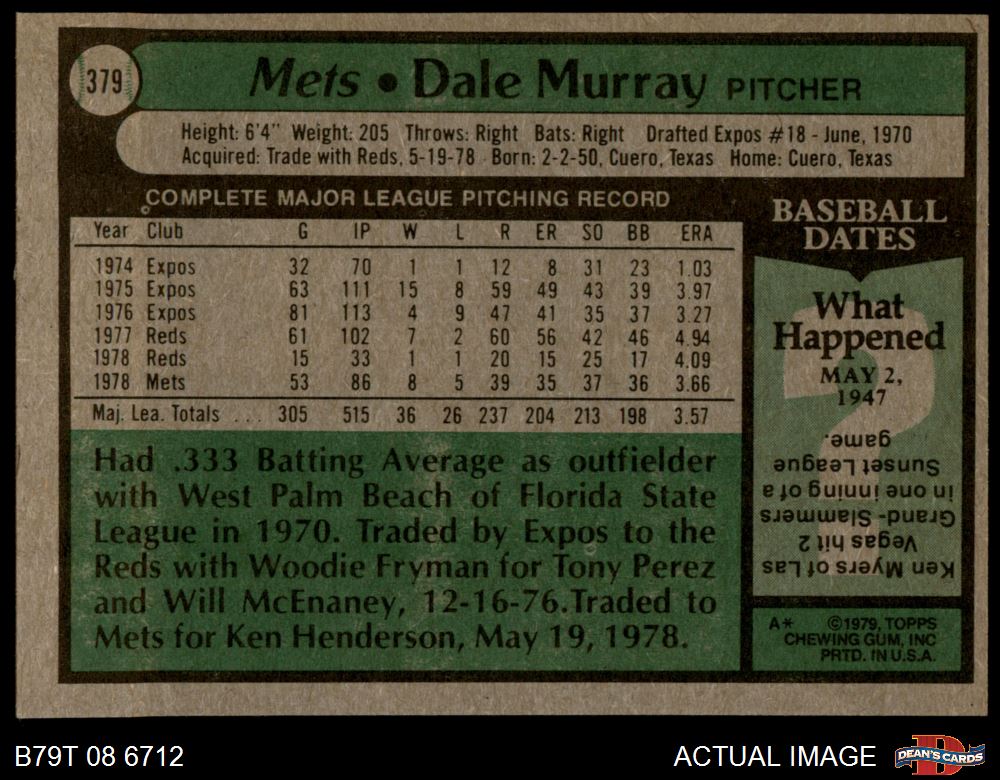 379
Mets • Dale Murray PITCHER
Height: 6'4" Weight: 205 Throws: Right Bats: Right Drafted Expos #18 - June, 1970
Acquired: Trade with Reds, 5-19-78 Born: 2-2-50, Cuero, Texas Home: Cuero, Texas
COMPLETE MAJOR LEAGUE PITCHING RECORD
Year Club G IP W L R ER SO BB ERA
1974 Expos 32 70 1 1 12 8 31 23 1.03
1975 Expos 63 111 15 8 59 49 43 39 3.97
1976 Expos 81 113 4 9 47 41 35 37 3.27
1977 Reds 61 102 7 2 60 56 42 46 4.94
1978 Reds 15 33 1 1 20 15 25 17 4.09
1978 Mets 53 86 8 5 39 35 37 36 3.66
Maj. Lea. Totals ... 305 515 36 26 237 204 213 198 3.57
Had .333 Batting Average as outfielder
with West Palm Beach of Florida State
League in 1970. Traded by Expos to the
Reds with Woodie Fryman for Tony Perez
and Will McEnaney, 12-16-76.Traded to
Mets for Ken Henderson, May 19, 1978.
BASEBALL
DATES
What
Happened
MAY 2,
1947
Ken Myers of Las
Vegas hit 2
Grand-Slammers
in one inning of a
Sunset League
game.
A* ©1979, TOPPS
CHEWING GUM, INC
PRTD. IN U.S.A.
B79T 08 6712
ACTUAL IMAGE
DEAN'S CARDS